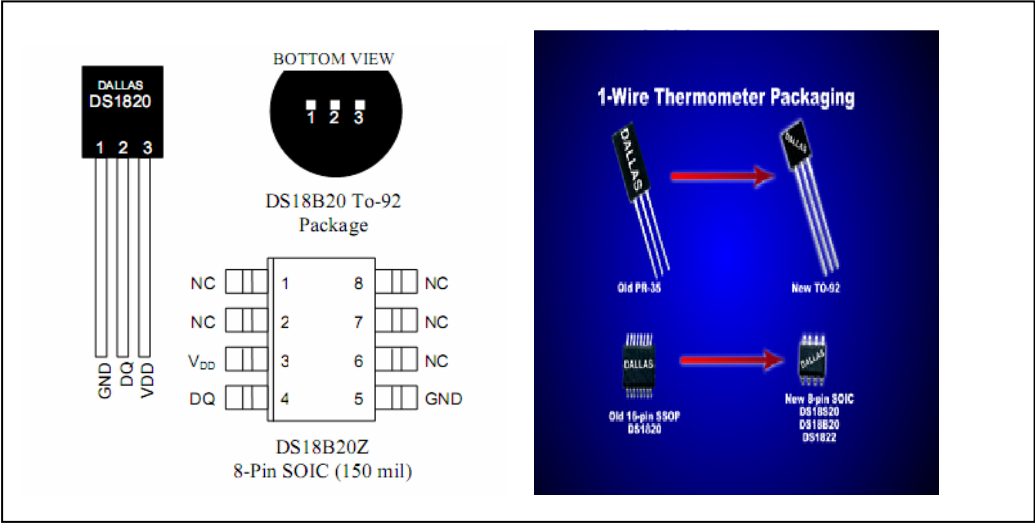 DALLAS
DS1820
1 2 3
GND
DQ
VDD
BOTTOM VIEW
1 2 3
DS18B20 To-92
Package
NC 1 8 NC
NC 2 7 NC
VDD 3 6 NC
DQ 4 5 GND
DS18B20Z
8-Pin SOIC (150 mil)
1-Wire Thermometer Packaging
DALLAS
DALLAS
Old PR-35
New TO-92
DALLAS
DALLAS
Old 16-pin SSOP
DS1820
New 8-pin SOIC
DS18S20
DS18B20
DS1822